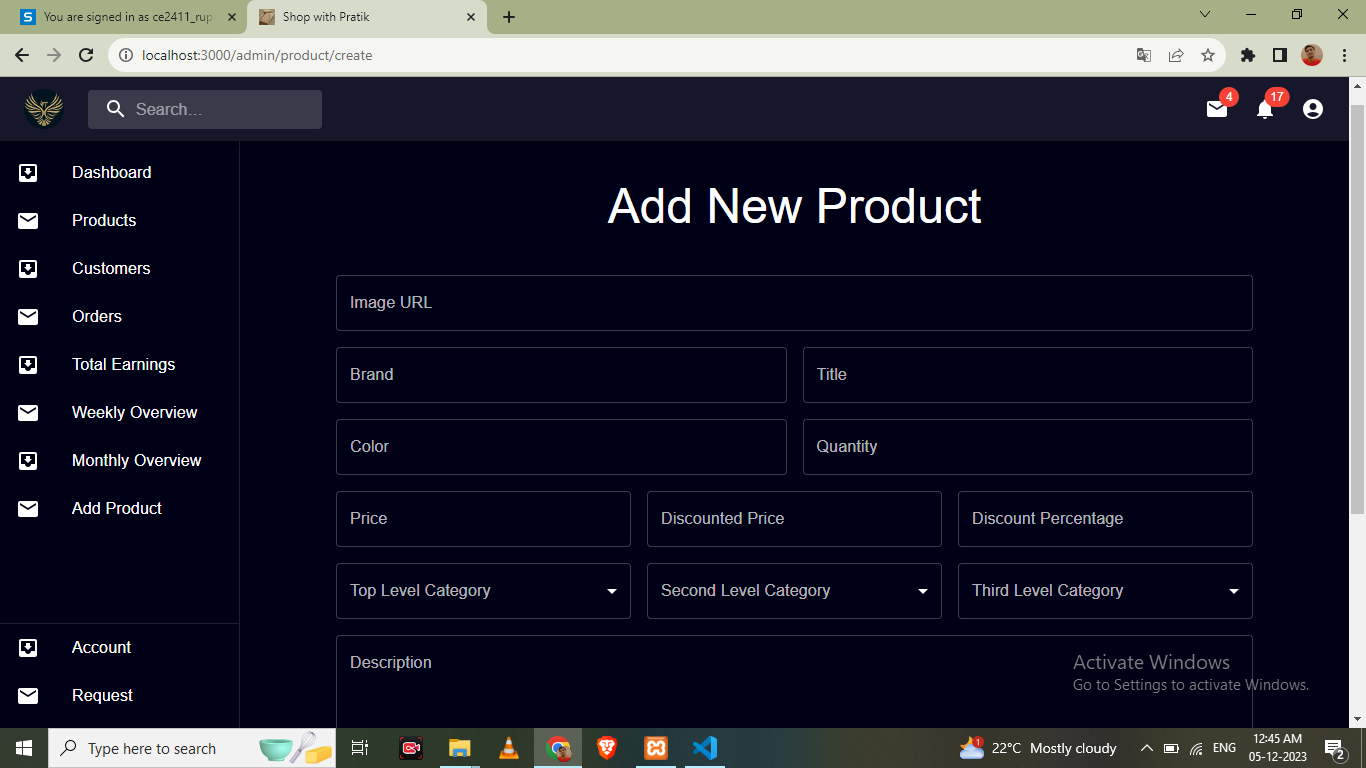 You are signed in as ce2411_rup
Shop with Pratik
localhost:3000/admin/product/create
Search...
4
17
Dashboard
Products
Customers
Orders
Total Earnings
Weekly Overview
Monthly Overview
Add Product
Account
Request
Add New Product
Image URL
Brand
Title
Color
Quantity
Price
Discounted Price
Discount Percentage
Top Level Category
Second Level Category
Third Level Category
Description
Activate Windows
Go to Settings to activate Windows.
Type here to search
1
22°C Mostly cloudy
ENG
12:45 AM
05-12-2023
2